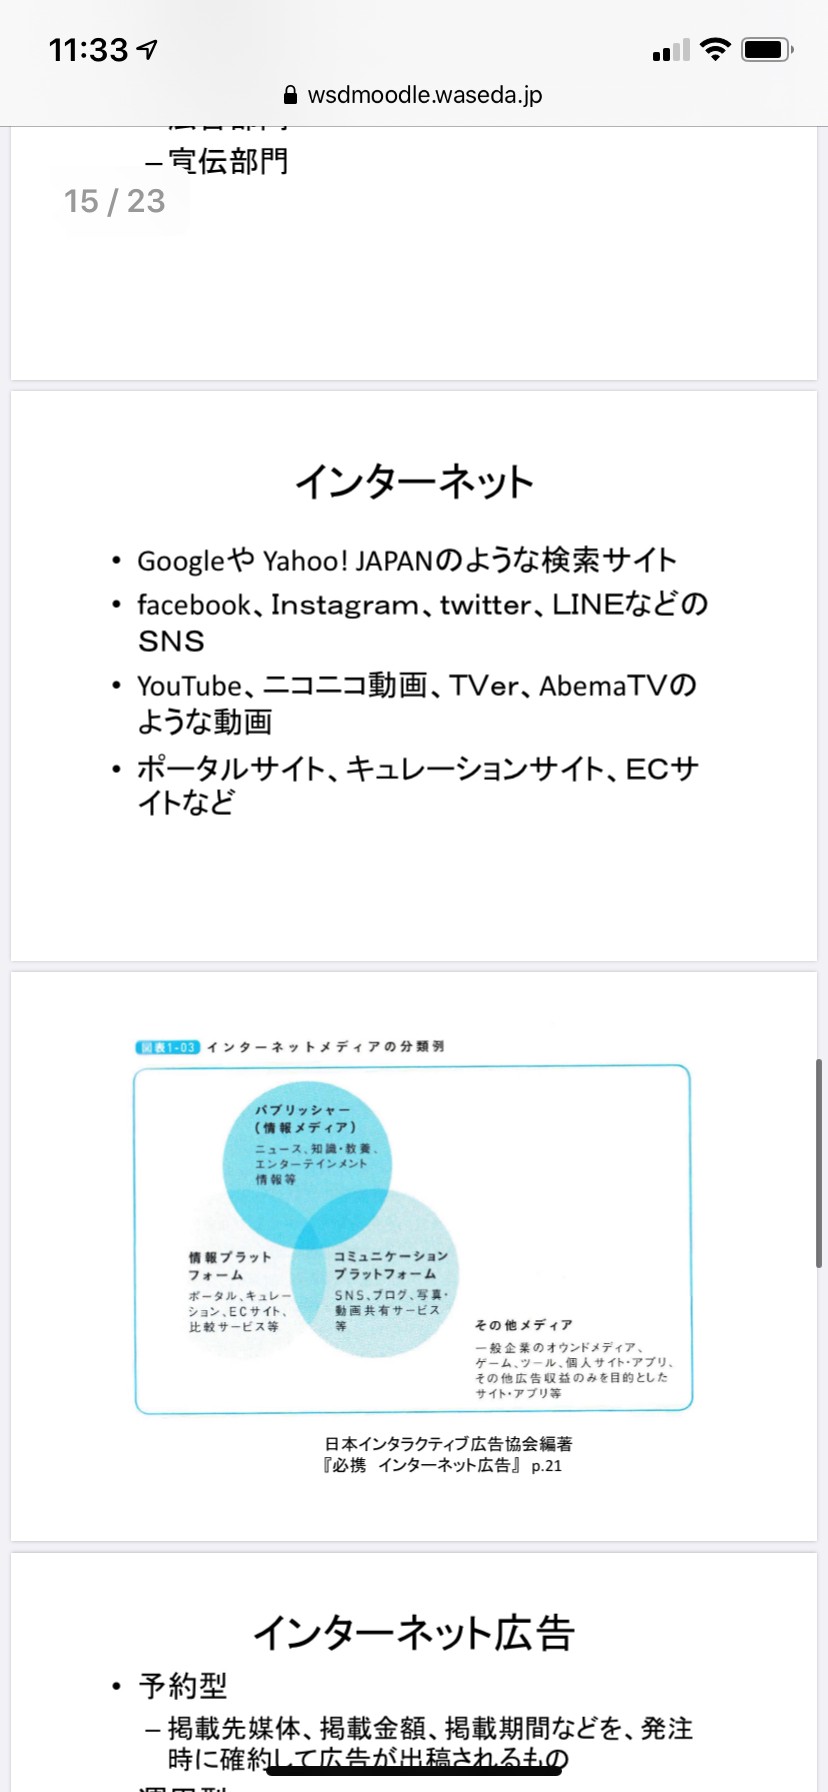 11:33
wsdmoodle.waseda.jp
– 宣伝部門
15 / 23
インターネット
• Googleや Yahoo! JAPANのような検索サイト
• facebook、Instagram、twitter、LINEなどの
SNS
• YouTube、ニコニコ動画、TVer、AbemaTVの
ような動画
• ポータルサイト、キュレーションサイト、ECサ
イトなど
図表1-03 インターネットメディアの分類例
パブリッシャー
(情報メディア)
ニュース、知識・教養、
エンターテインメント
情報等
情報プラット
フォーム
ポータル、キュレー
ション、ECサイト、
比較サービス等
コミュニケーション
プラットフォーム
SNS、ブログ、写真・
動画共有サービス
等
その他メディア
一般企業のオウンドメディア、
ゲーム、ツール、個人サイト・アプリ、
その他広告収益のみを目的とした
サイト・アプリ等
日本インタラクティブ広告協会編著
『必携 インターネット広告』 p.21
インターネット広告
• 予約型
– 掲載先媒体、掲載金額、掲載期間などを、発注
時に確約して広告が出稿されるもの